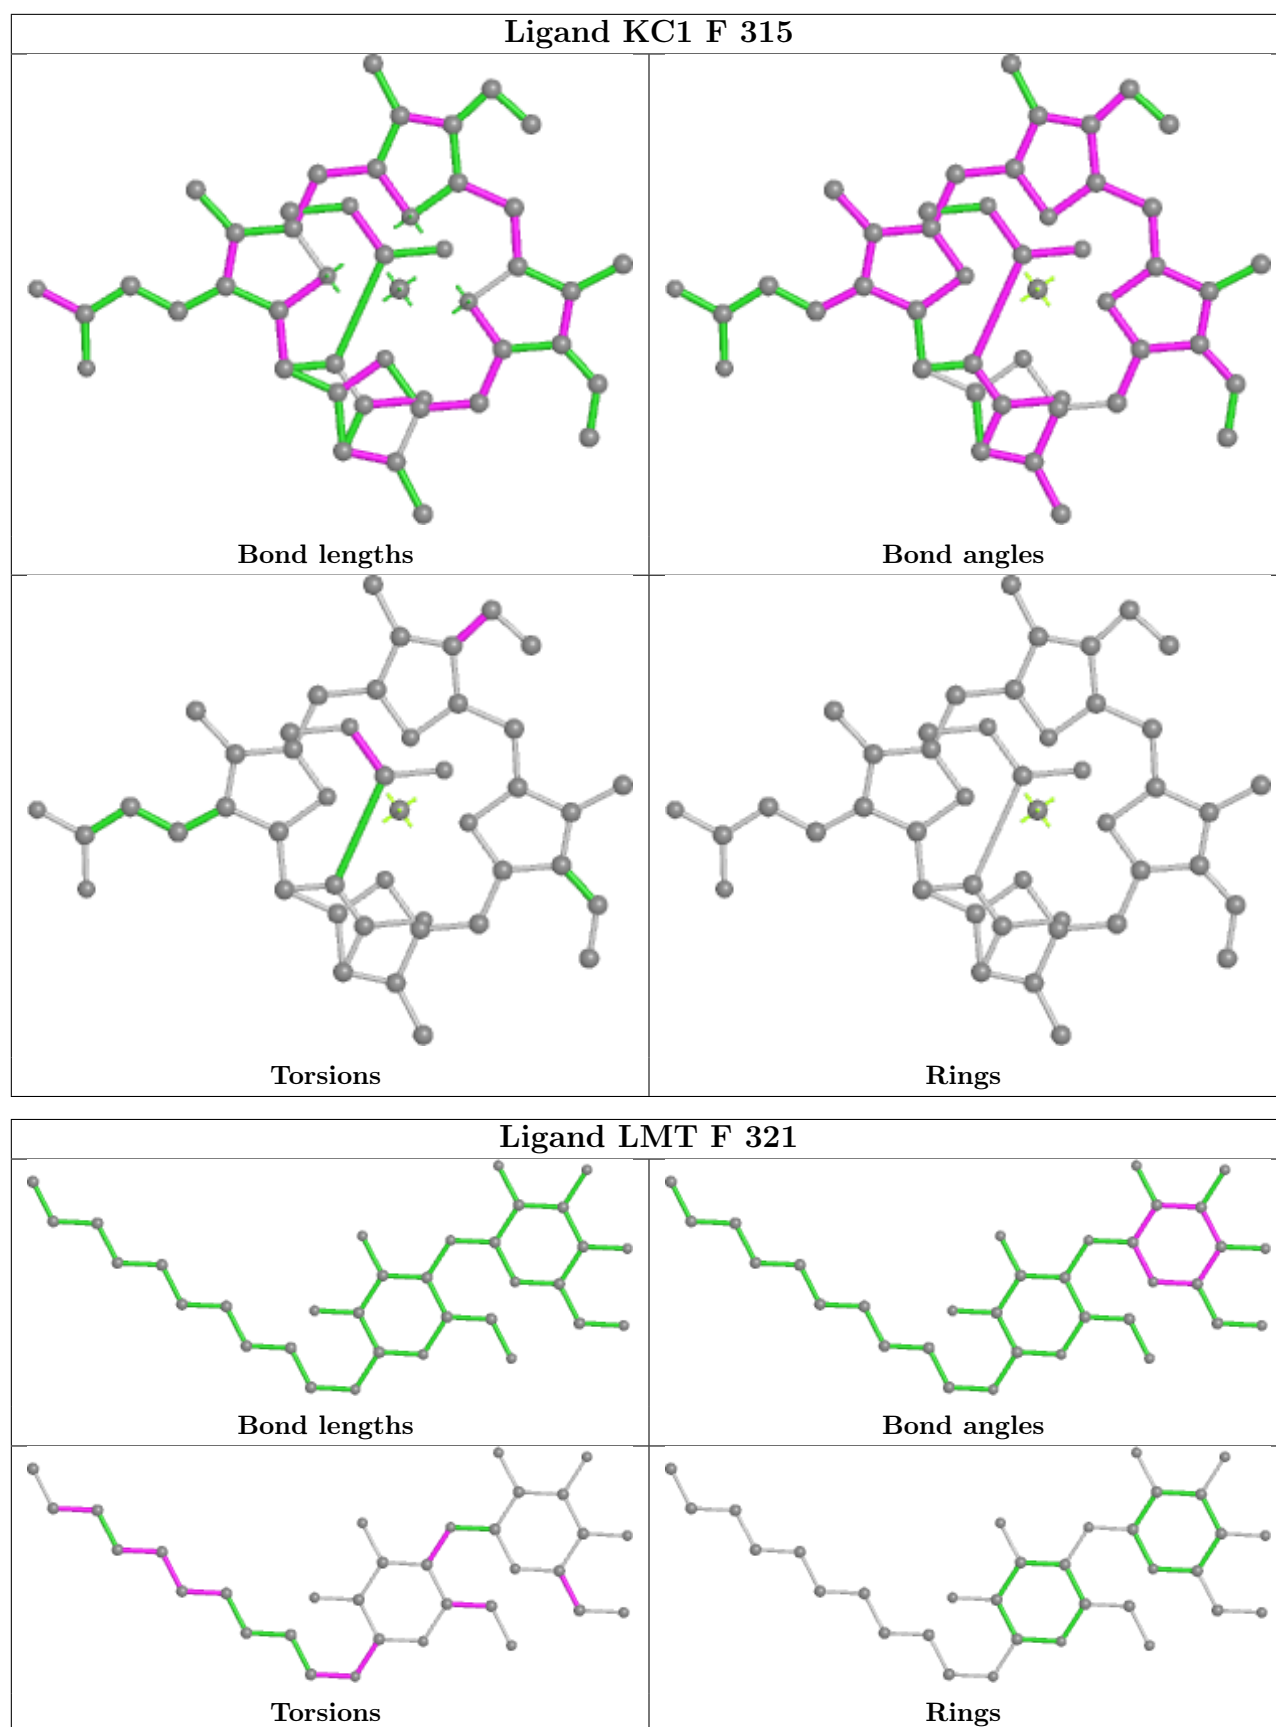 Ligand KC1 F 315
Bond lengths
Bond angles
Torsions
Rings
Ligand LMT F 321
Bond lengths
Bond angles
Torsions
Rings